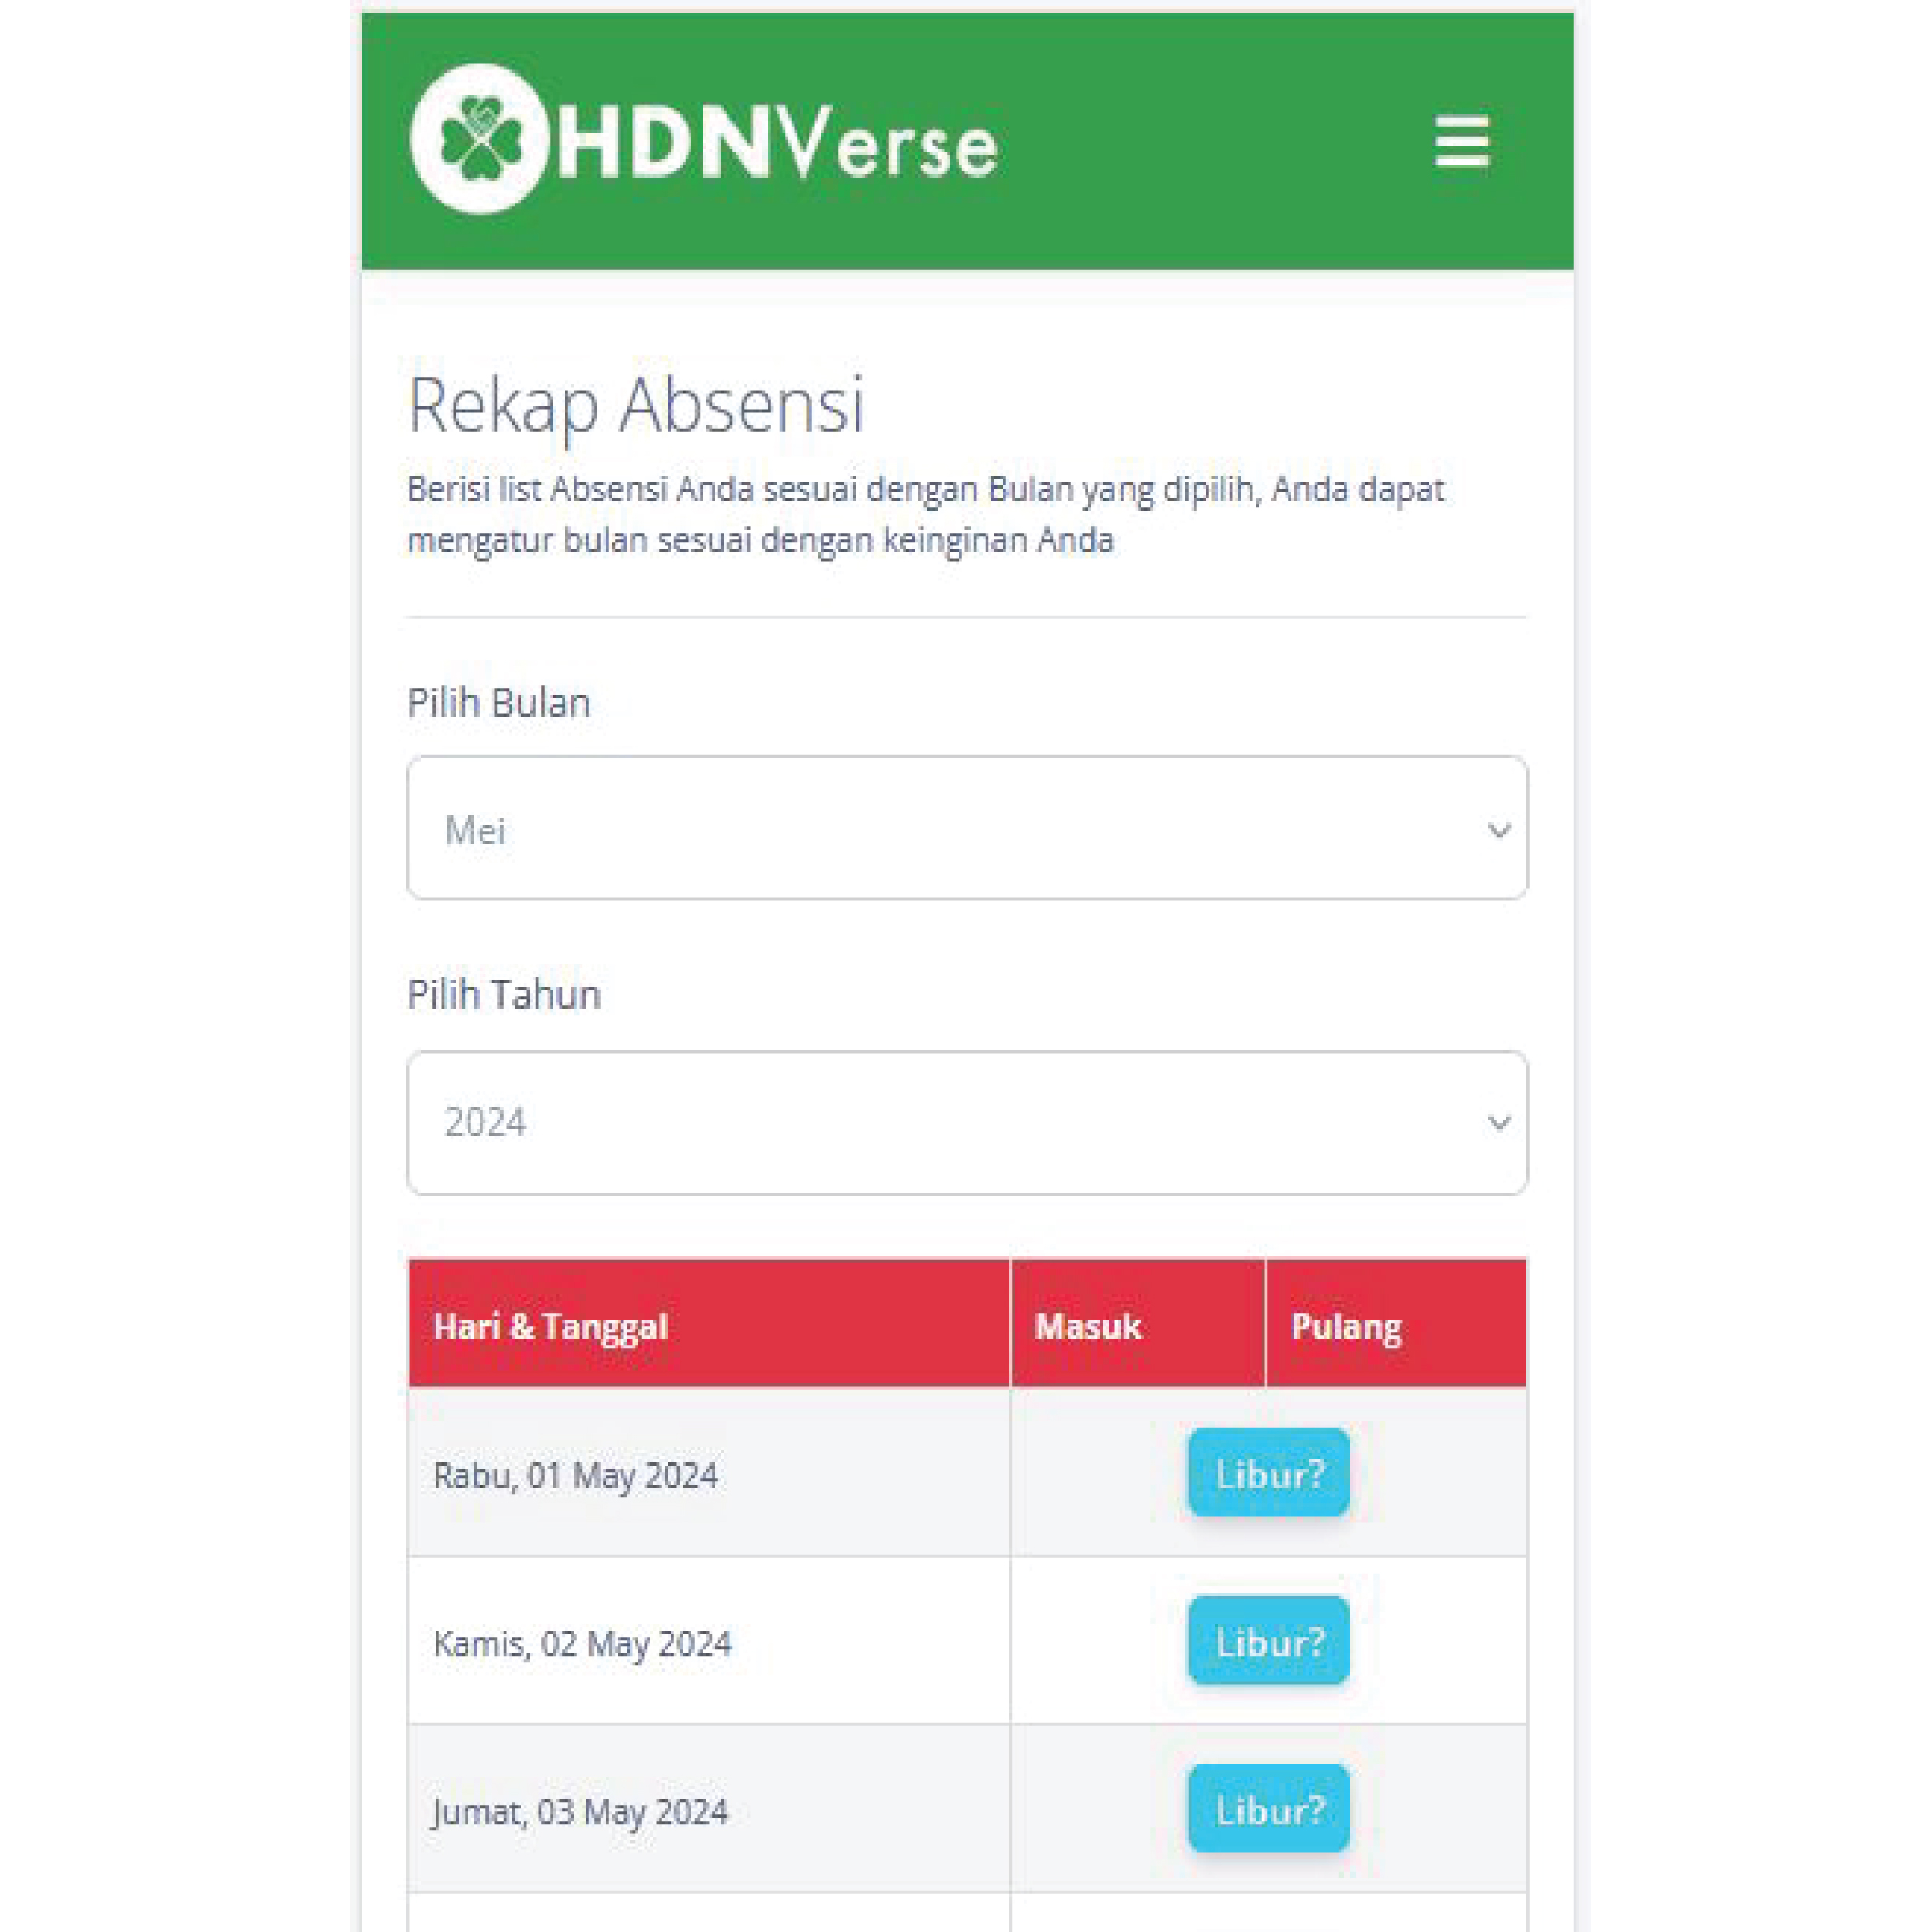 HDNVerse
Rekap Absensi
Berisi list Absensi Anda sesuai dengan Bulan yang dipilih, Anda dapat
mengatur bulan sesuai dengan keinginan Anda
Pilih Bulan
Mei
Pilih Tahun
2024
Hari & Tanggal Masuk Pulang
Rabu, 01 May 2024 Libur?
Kamis, 02 May 2024 Libur?
Jumat, 03 May 2024 Libur?